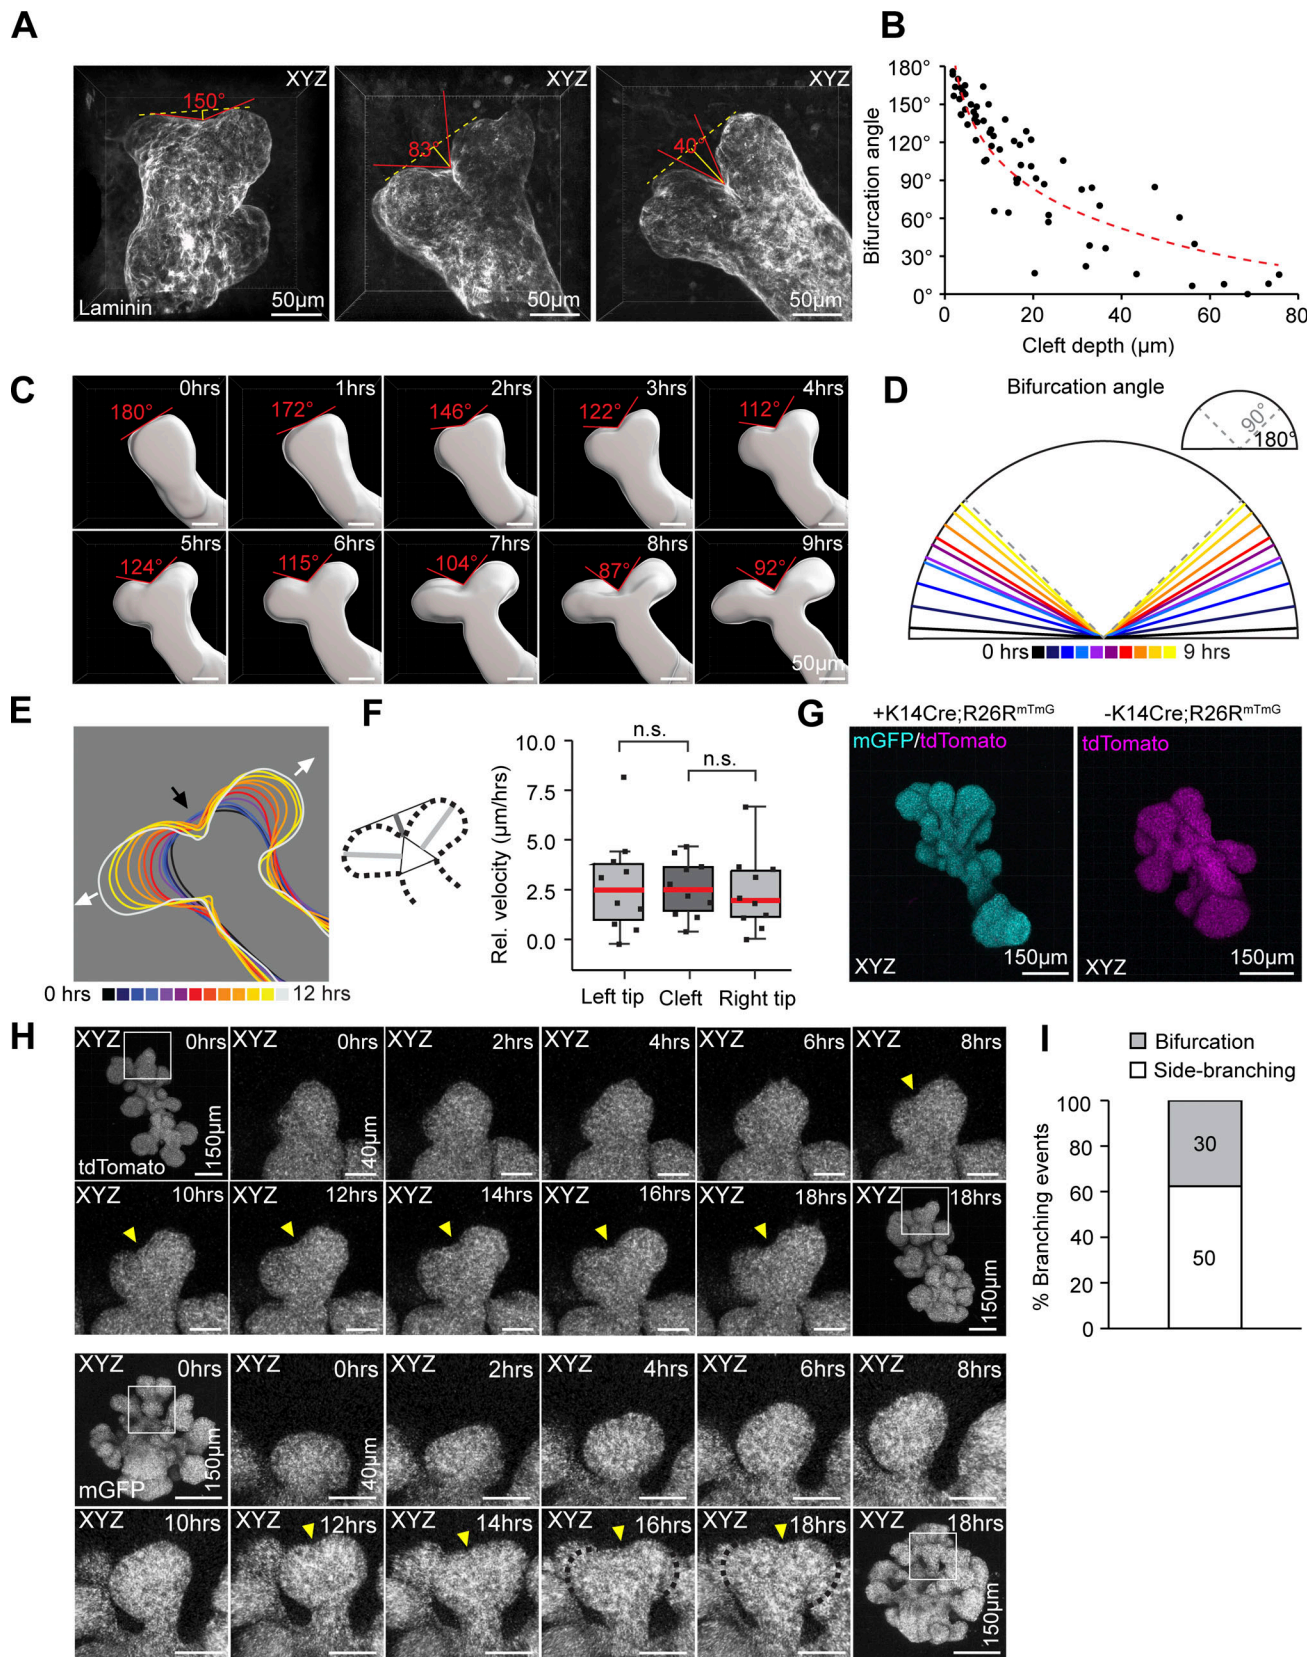 A
XYZ
150°
Laminin
50µm
XYZ
83°
50µm
XYZ
40°
50µm
B
Bifurcation angle
180°
150°
120°
90°
60°
30°
0°
0
20
40
60
80
Cleft depth (µm)
C
0hrs
180°
1hrs
172°
2hrs
146°
3hrs
122°
4hrs
112°
5hrs
124°
6hrs
115°
7hrs
104°
8hrs
87°
9hrs
92°
50µm
D
Bifurcation angle
90°
180°
0 hrs
9 hrs
E
0 hrs
12 hrs
F
Rel. velocity (µm/hrs)
10.0
7.5
5.0
2.5
0.0
n.s.
n.s.
Left tip
Cleft
Right tip
G
+K14Cre;R26RmTmG
mGFP/tdTomato
XYZ
150µm
-K14Cre;R26RmTmG
tdTomato
XYZ
150µm
H
XYZ
0hrs
tdTomato
150µm
XYZ
0hrs
40µm
XYZ
2hrs
XYZ
4hrs
XYZ
6hrs
XYZ
8hrs
XYZ
10hrs
XYZ
12hrs
XYZ
14hrs
XYZ
16hrs
XYZ
18hrs
XYZ
18hrs
150µm
XYZ
0hrs
mGFP
150µm
XYZ
0hrs
40µm
XYZ
2hrs
XYZ
4hrs
XYZ
6hrs
XYZ
8hrs
XYZ
10hrs
XYZ
12hrs
XYZ
14hrs
XYZ
16hrs
XYZ
18hrs
XYZ
18hrs
150µm
I
Bifurcation
Side-branching
% Branching events
100
80
60
40
20
0
30
50